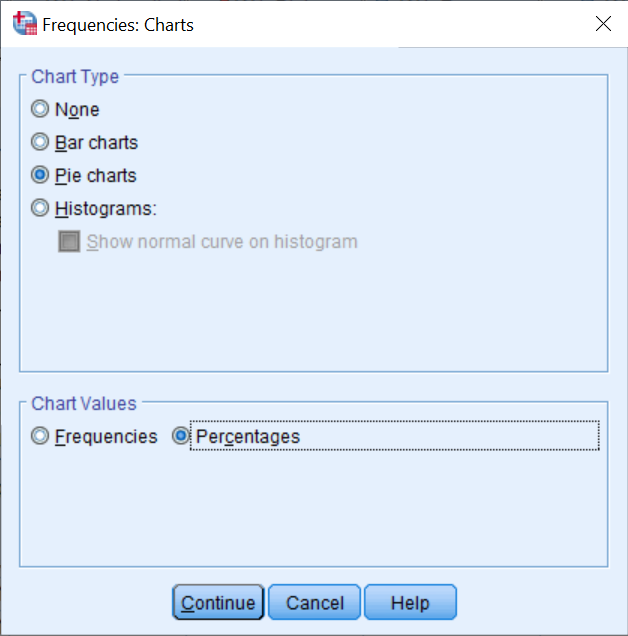 Frequencies: Charts
Chart Type
None
Bar charts
Pie charts
Histograms:
Show normal curve on histogram
Chart Values
Frequencies Percentages
Continue Cancel Help